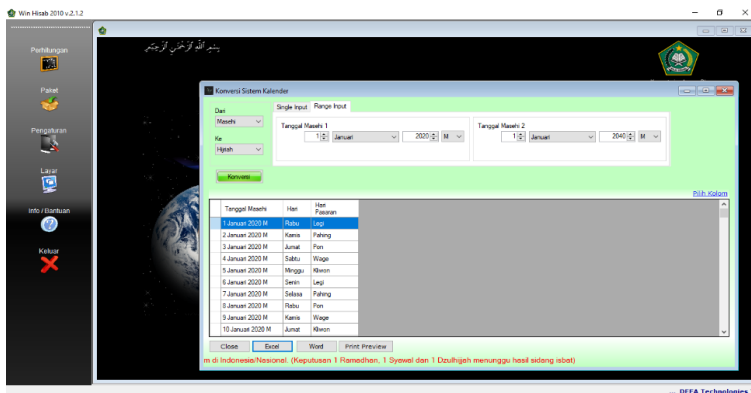 Win Hisab 2010 v.2.1.2
بِسْمِ ٱللَّهِ ٱلرَّحْمَٰنِ ٱلرَّحِيمِ
Perhitungan
Paket
Pengaturan
Layar
Info / Bantuan
Keluar
Konversi Sistem Kalender
Dari
Masehi
Ke
Hijriah
Konversi
Single Input Range Input
Tanggal Masehi 1
1 Januari 2020 M
Tanggal Masehi 2
1 Januari 2040 M
Pilih Kolom
Tanggal Masehi Hari Hari Pasaran
1 Januari 2020 M Rabu Legi
2 Januari 2020 M Kamis Pahing
3 Januari 2020 M Jumat Pon
4 Januari 2020 M Sabtu Wage
5 Januari 2020 M Minggu Kliwon
6 Januari 2020 M Senin Legi
7 Januari 2020 M Selasa Pahing
8 Januari 2020 M Rabu Pon
9 Januari 2020 M Kamis Wage
10 Januari 2020 M Jumat Kliwon
Close Excel Word Print Preview
m di Indonesia/Nasional. (Keputusan 1 Ramadhan, 1 Syawal dan 1 Dzulhijjah menunggu hasil sidang isbat)
... DEFA Technologies